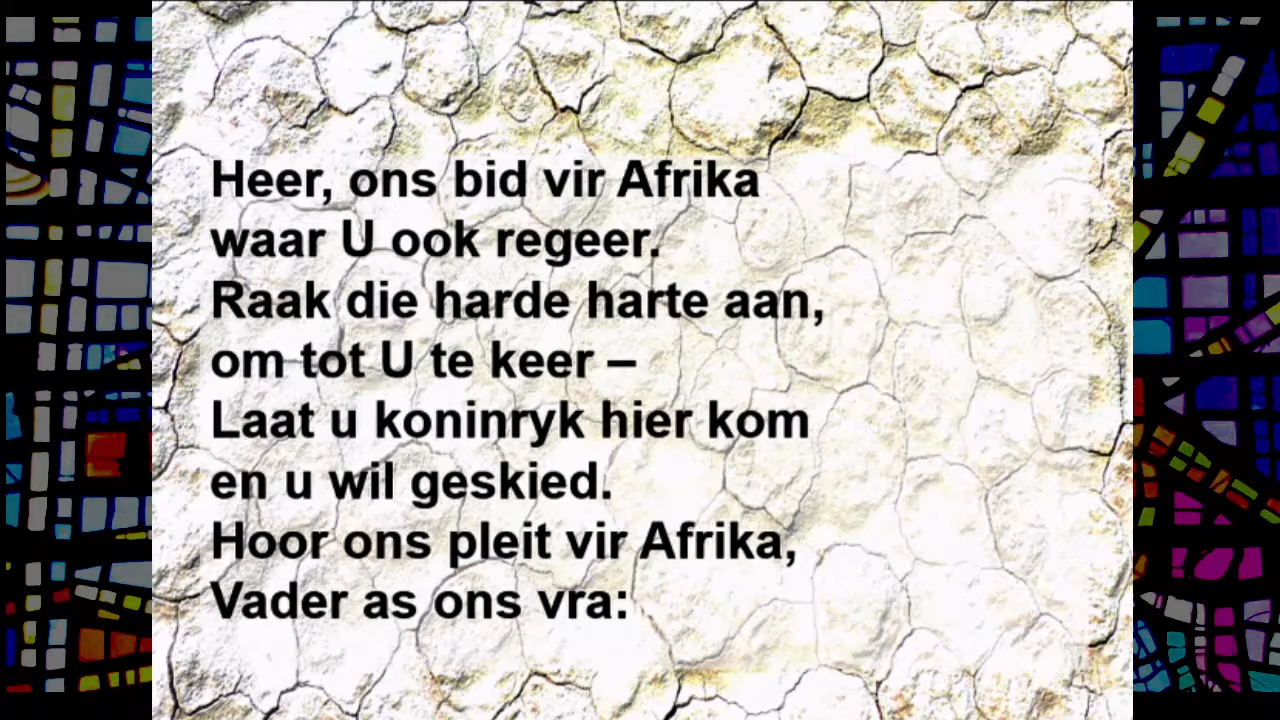 Heer, ons bid vir Afrika
waar U ook regeer.
Raak die harde harte aan,
om tot U te keer –
Laat u koninryk hier kom
en u wil geskied.
Hoor ons pleit vir Afrika,
Vader as ons vra: